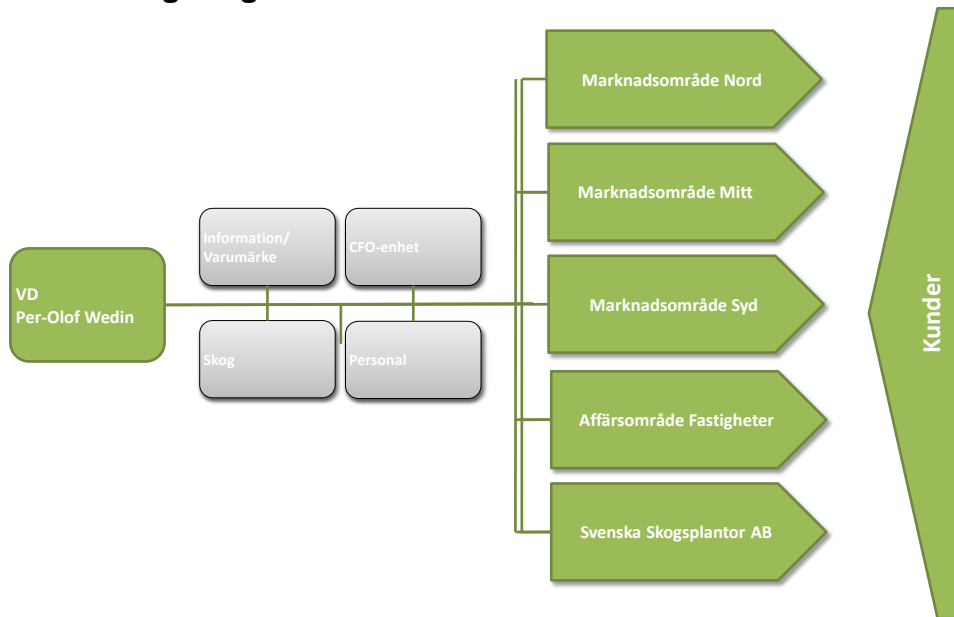 VD
Per-Olof Wedin
Information/
Varumärke
CFO-enhet
Skog
Personal
Marknadsområde Nord
Marknadsområde Mitt
Marknadsområde Syd
Affärsområde Fastigheter
Svenska Skogsplantor AB
Kunder